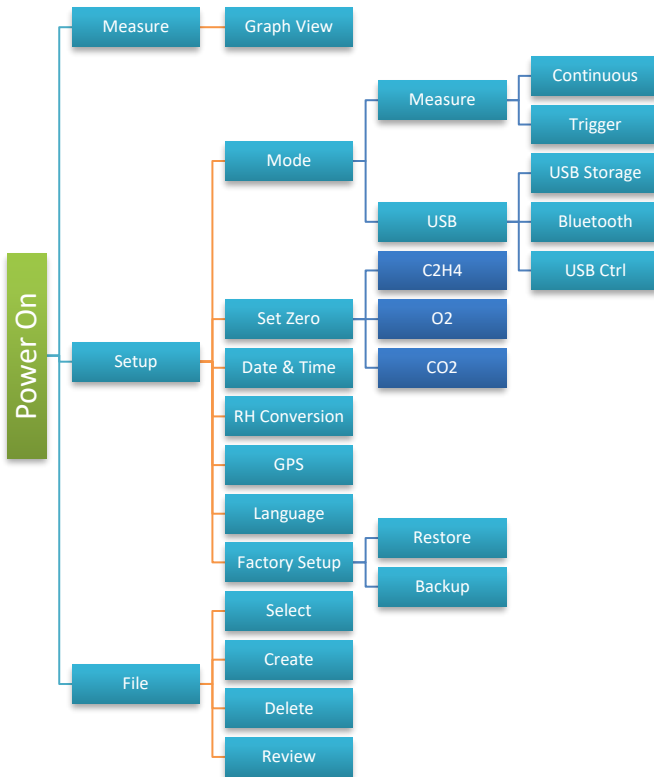 Power On
Measure
Graph View
Setup
Mode
Measure
Continuous
Trigger
USB
USB Storage
Bluetooth
USB Ctrl
Set Zero
C2H4
O2
CO2
Date & Time
RH Conversion
GPS
Language
Factory Setup
Restore
Backup
File
Select
Create
Delete
Review